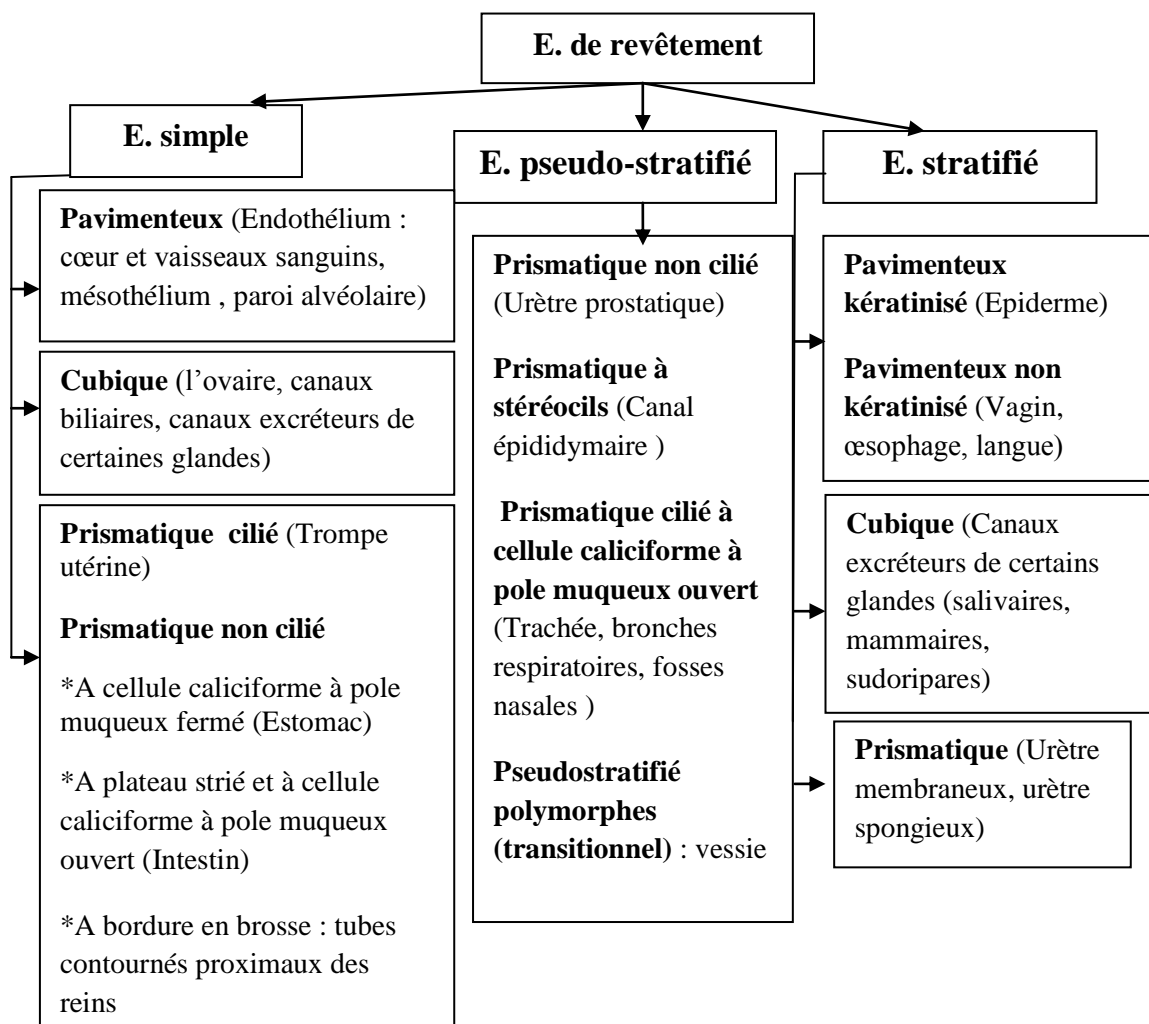 E. de revêtement
E. simple
E. pseudo-stratifié
E. stratifié
Pavimenteux (Endothélium :
cœur et vaisseaux sanguins,
mésothélium , paroi alvéolaire)
Cubique (l’ovaire, canaux
biliaires, canaux excréteurs de
certaines glandes)
Prismatique cilié (Trompe
utérine)
Prismatique non cilié
*A cellule caliciforme à pole
muqueux fermé (Estomac)
*A plateau strié et à cellule
caliciforme à pole muqueux
ouvert (Intestin)
*A bordure en brosse : tubes
contournés proximaux des
reins
Prismatique non cilié
(Urètre prostatique)
Prismatique à
stéréocils (Canal
épididymaire )
Prismatique cilié à
cellule caliciforme à
pole muqueux ouvert
(Trachée, bronches
respiratoires, fosses
nasales )
Pseudostratifié
polymorphes
(transitionnel) : vessie
Pavimenteux
kératinisé (Epiderme)
Pavimenteux non
kératinisé (Vagin,
œsophage, langue)
Cubique (Canaux
excréteurs de certains
glandes (salivaires,
mammaires,
sudoripares)
Prismatique (Urètre
membraneux, urètre
spongieux)